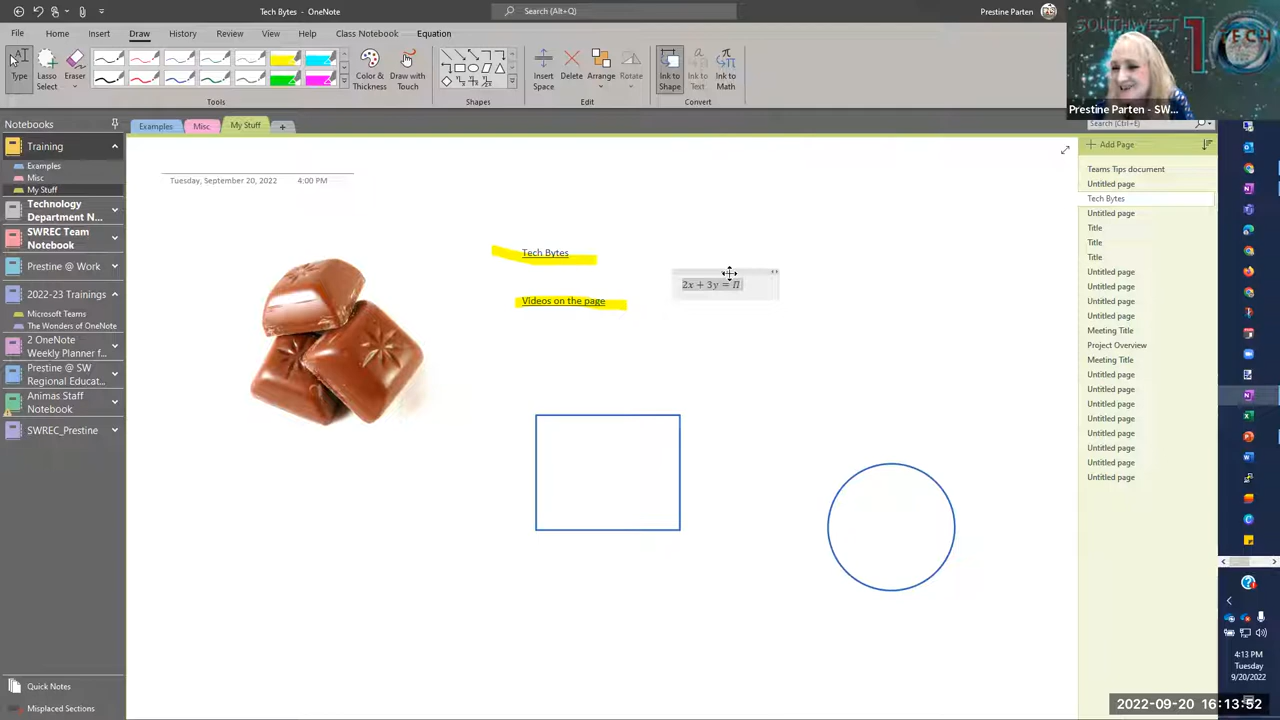 Tech Bytes - OneNote
Search (Alt+Q)
Prestine Parten
SOUTHWEST
1
TECH
Prestine Parten - SW...
File
Home
Insert
Draw
History
Review
View
Help
Class Notebook
Equation
Type
Lasso Select
Eraser
Color & Thickness
Draw with Touch
Insert Space
Delete
Arrange
Rotate
Ink to Shape
Ink to Text
Ink to Math
Tools
Shapes
Edit
Convert
Notebooks
Examples
Misc
My Stuff
Search (Ctrl+E)
Training
Examples
Misc
My Stuff
Technology
Department N...
SWREC Team
Notebook
Prestine @ Work
2022-23 Trainings
Microsoft Teams
The Wonders of OneNote
2 OneNote
Weekly Planner f...
Prestine @ SW
Regional Educat...
Animas Staff
Notebook
SWREC_Prestine
Quick Notes
Misplaced Sections
Tuesday, September 20, 2022 4:00 PM
Tech Bytes
2x + 3y = Π
Videos on the page
Add Page
Teams Tips document
Untitled page
Tech Bytes
Untitled page
Title
Title
Title
Untitled page
Untitled page
Untitled page
Untitled page
Meeting Title
Project Overview
Meeting Title
Untitled page
Untitled page
Untitled page
Untitled page
Untitled page
Untitled page
Untitled page
Untitled page
4:13 PM
Tuesday
9/20/2022
2022-09-20 16:13:52